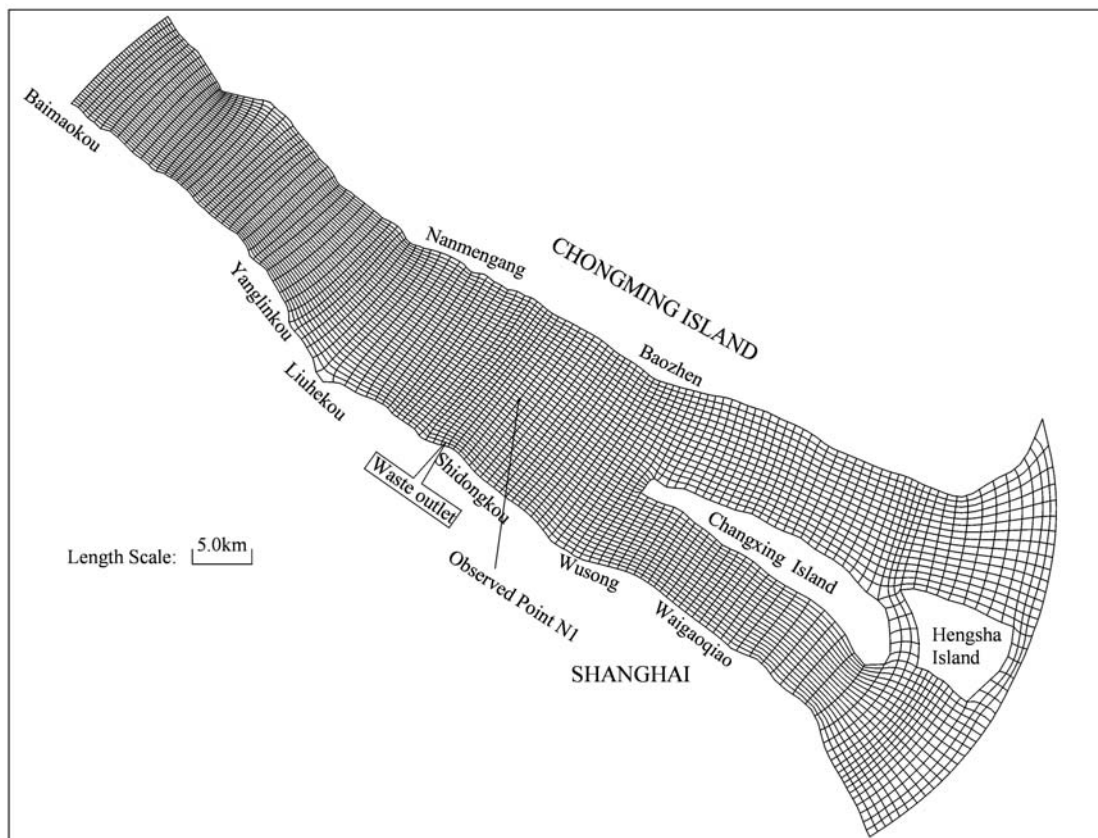 Baimaokou
Nanmengang
CHONGMING ISLAND
Yanglinkou
Baozhen
Liuhekou
Waste outlet
Shidongkou
Changxing Island
Length Scale: 5.0km
Observed Point N1
Wusong
Waigaoqiao
Hengsha
Island
SHANGHAI